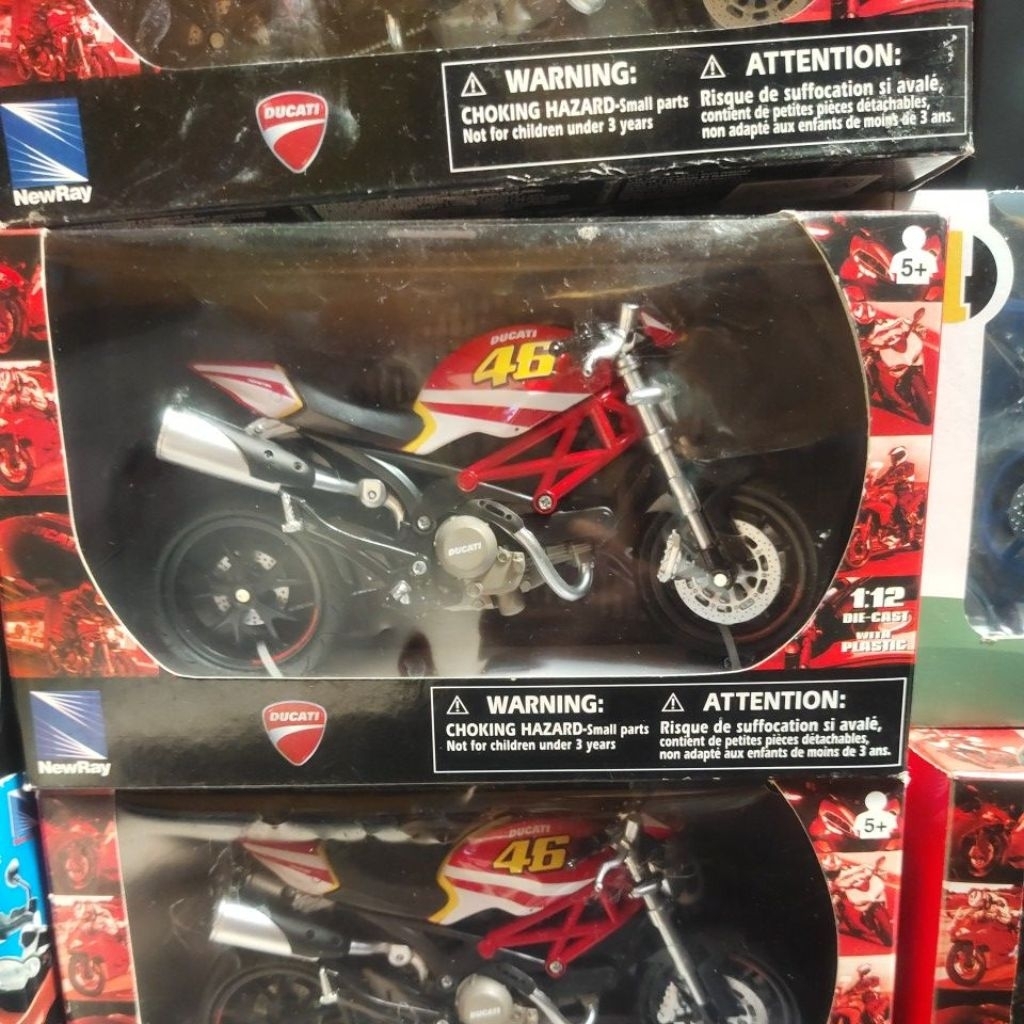 WARNING:
CHOKING HAZARD-Small parts
Not for children under 3 years
ATTENTION:
Risque de suffocation si avalé,
contient de petites pièces détachables,
non adapté aux enfants de moins de 3 ans.
DUCATI
NewRay
5+
DUCATI
46
DUCATI
1:12
DIE-CAST
WITH
PLASTIC
NewRay
DUCATI
WARNING:
CHOKING HAZARD-Small parts
Not for children under 3 years
ATTENTION:
Risque de suffocation si avalé,
contient de petites pièces détachables,
non adapté aux enfants de moins de 3 ans.
5+
DUCATI
46
DUCATI